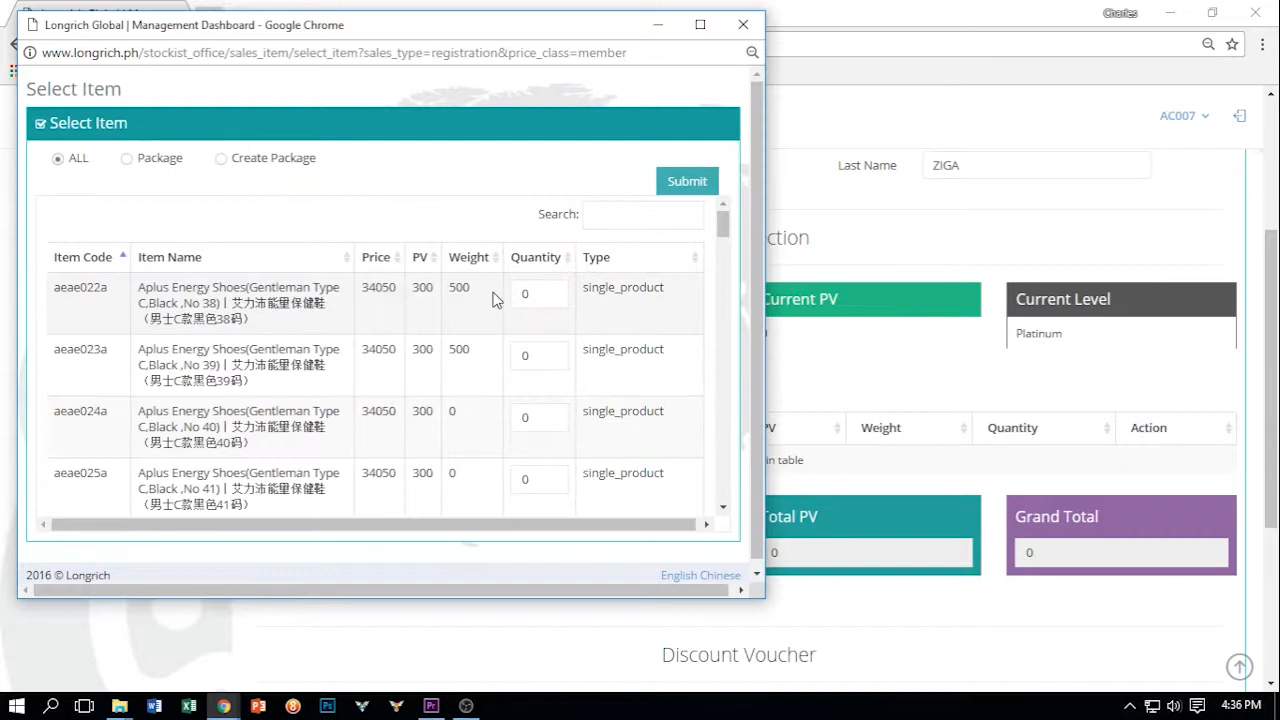 Longrich Global | Management Dashboard - Google Chrome
Charles
www.longrich.ph/stockist_office/sales_item/select_item?sales_type=registration&price_class=member
Select Item
Select Item
ALL Package Create Package
Submit
Search:
Item Code Item Name Price PV Weight Quantity Type
aeae022a Aplus Energy Shoes(Gentleman Type 34050 300 500 0 single_product
C,Black ,No 38)丨艾力沛能里保健鞋
（男士C款黑色38码）
aeae023a Aplus Energy Shoes(Gentleman Type 34050 300 500 0 single_product
C,Black ,No 39)丨艾力沛能里保健鞋
（男士C款黑色39码）
aeae024a Aplus Energy Shoes(Gentleman Type 34050 300 0 0 single_product
C,Black ,No 40)丨艾力沛能里保健鞋
（男士C款黑色40码）
aeae025a Aplus Energy Shoes(Gentleman Type 34050 300 0 0 single_product
C,Black ,No 41)丨艾力沛能里保健鞋
（男士C款黑色41码）
2016 © Longrich English Chinese
AC007
Last Name ZIGA
ction
Current PV Current Level
Platinum
PV Weight Quantity Action
in table
Total PV Grand Total
0 0
Discount Voucher
4:36 PM